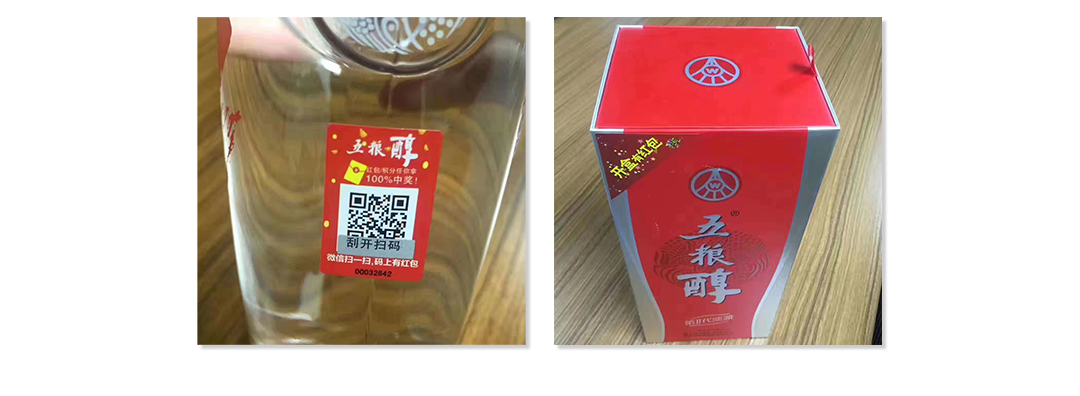 五粮醇
红包/积分任你拿
100%中奖!
刮开扫码
微信扫一扫,码上有红包
00032842
W
开盒有红包
W
五粮醇